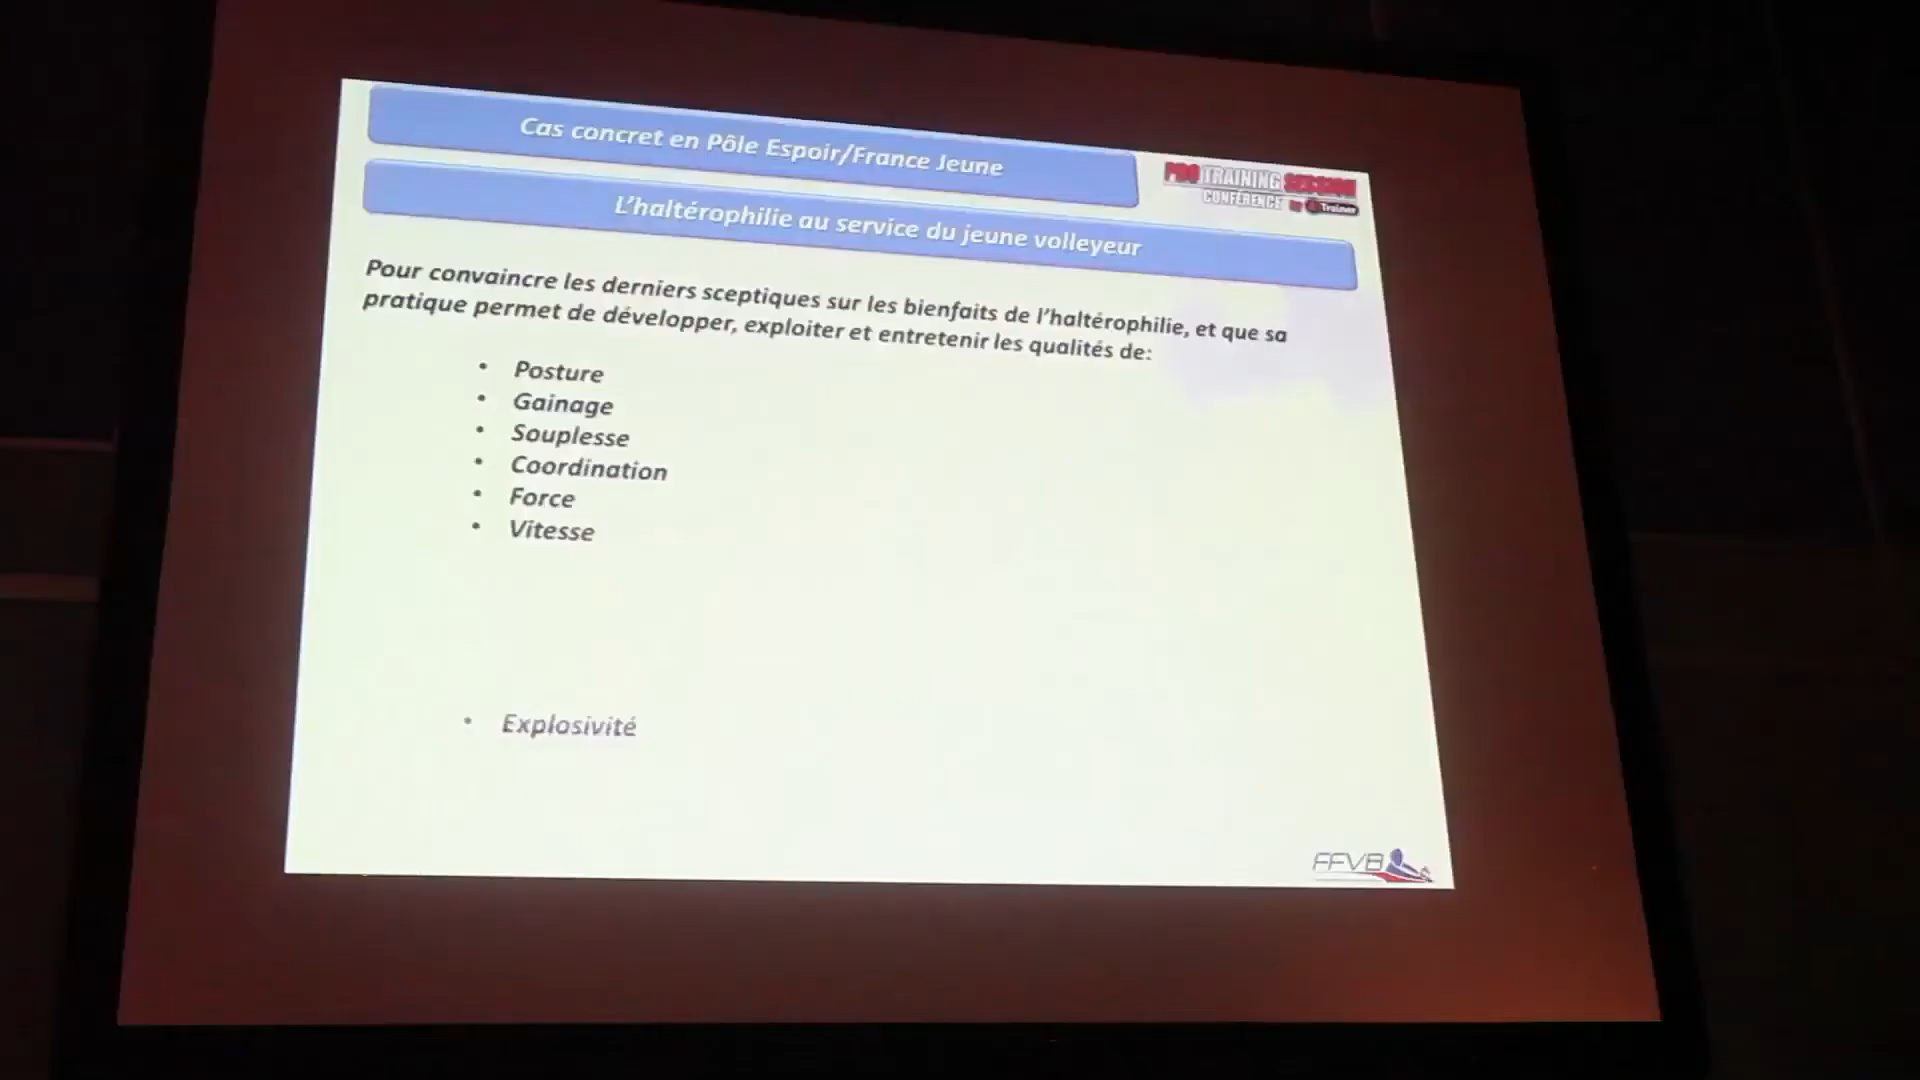 Cas concret en Pôle Espoir/France Jeune
PRO TRAINING SESSION
CONFERENCE by Trainer
L'haltérophilie au service du jeune volleyeur
Pour convaincre les derniers sceptiques sur les bienfaits de l'haltérophilie, et que sa
pratique permet de développer, exploiter et entretenir les qualités de:
• Posture
• Gainage
• Souplesse
• Coordination
• Force
• Vitesse
• Explosivité
FFVB